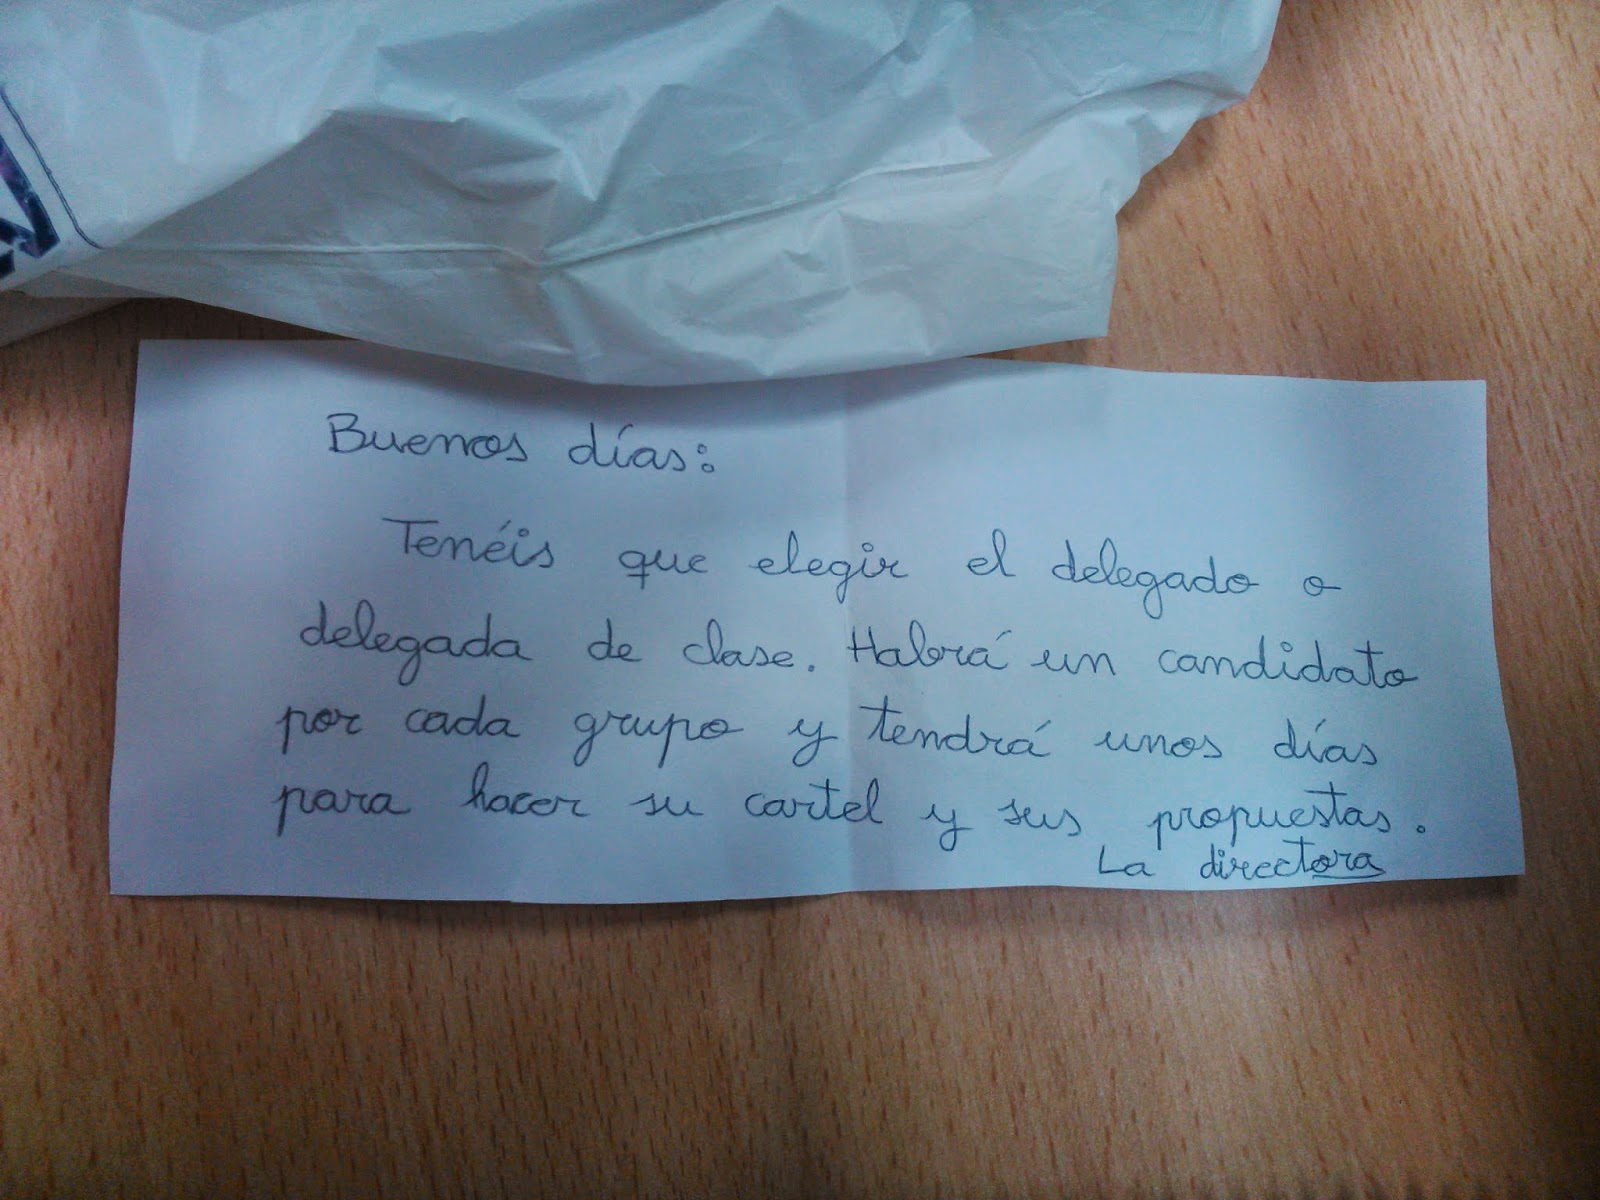 Buenos días:
Tenéis que elegir el delegado o
delegada de clase. Habrá un candidato
por cada grupo y tendrá unos días
para hacer su cartel y sus propuestas.
La directora